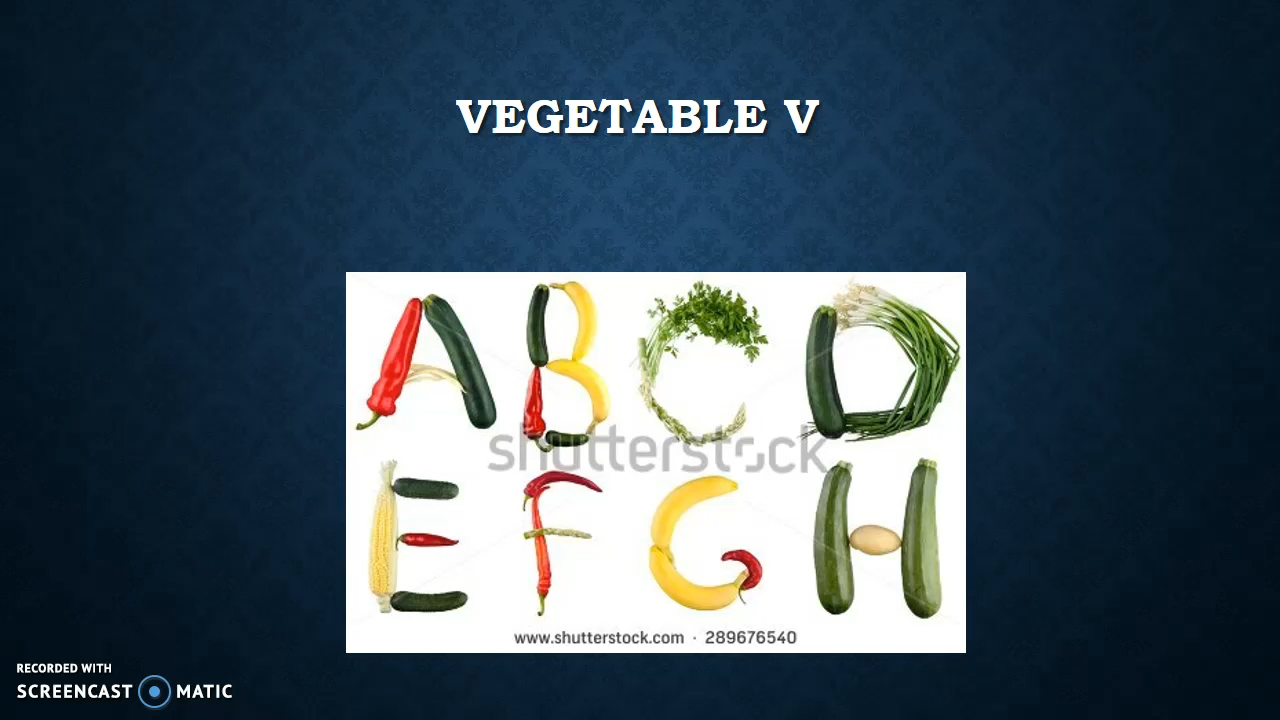 VEGETABLE V
A B C D
shutterstock
E F G H
www.shutterstock.com · 289676540
RECORDED WITH
SCREENCAST MATIC